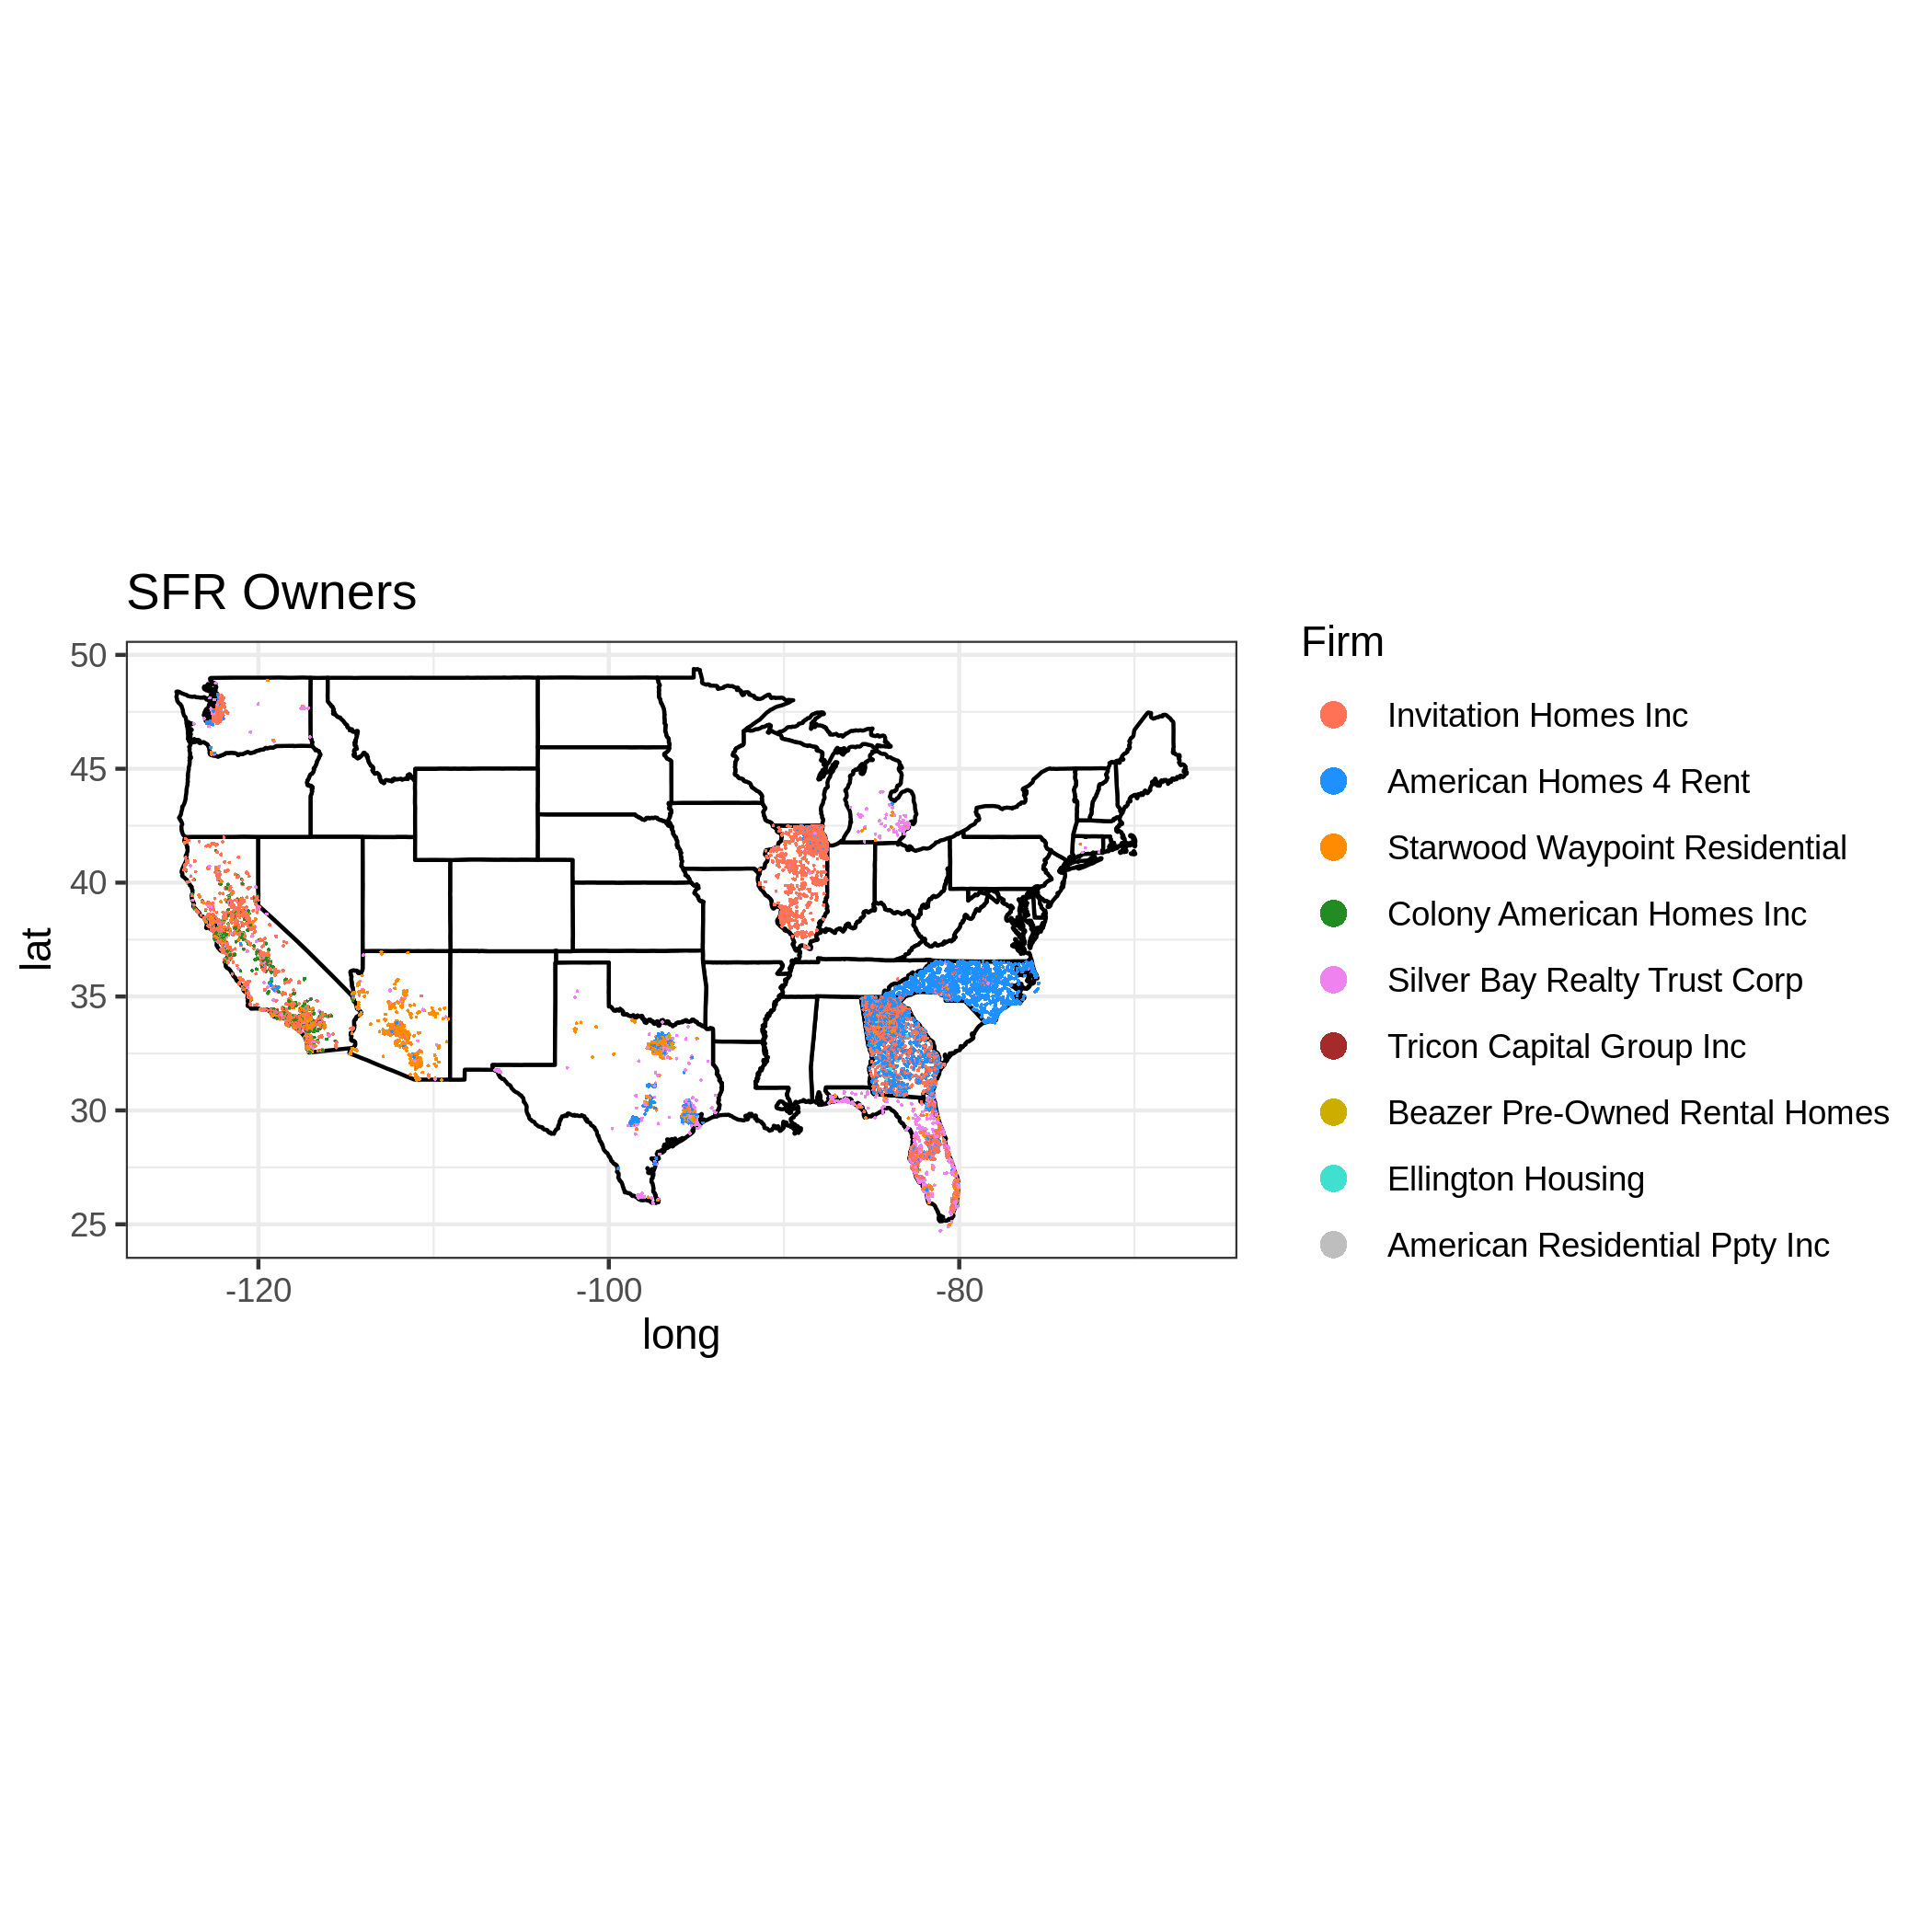 SFR Owners
50
45
40
35
30
25
lat
-120
-100
-80
long
Firm
Invitation Homes Inc
American Homes 4 Rent
Starwood Waypoint Residential
Colony American Homes Inc
Silver Bay Realty Trust Corp
Tricon Capital Group Inc
Beazer Pre-Owned Rental Homes
Ellington Housing
American Residential Ppty Inc